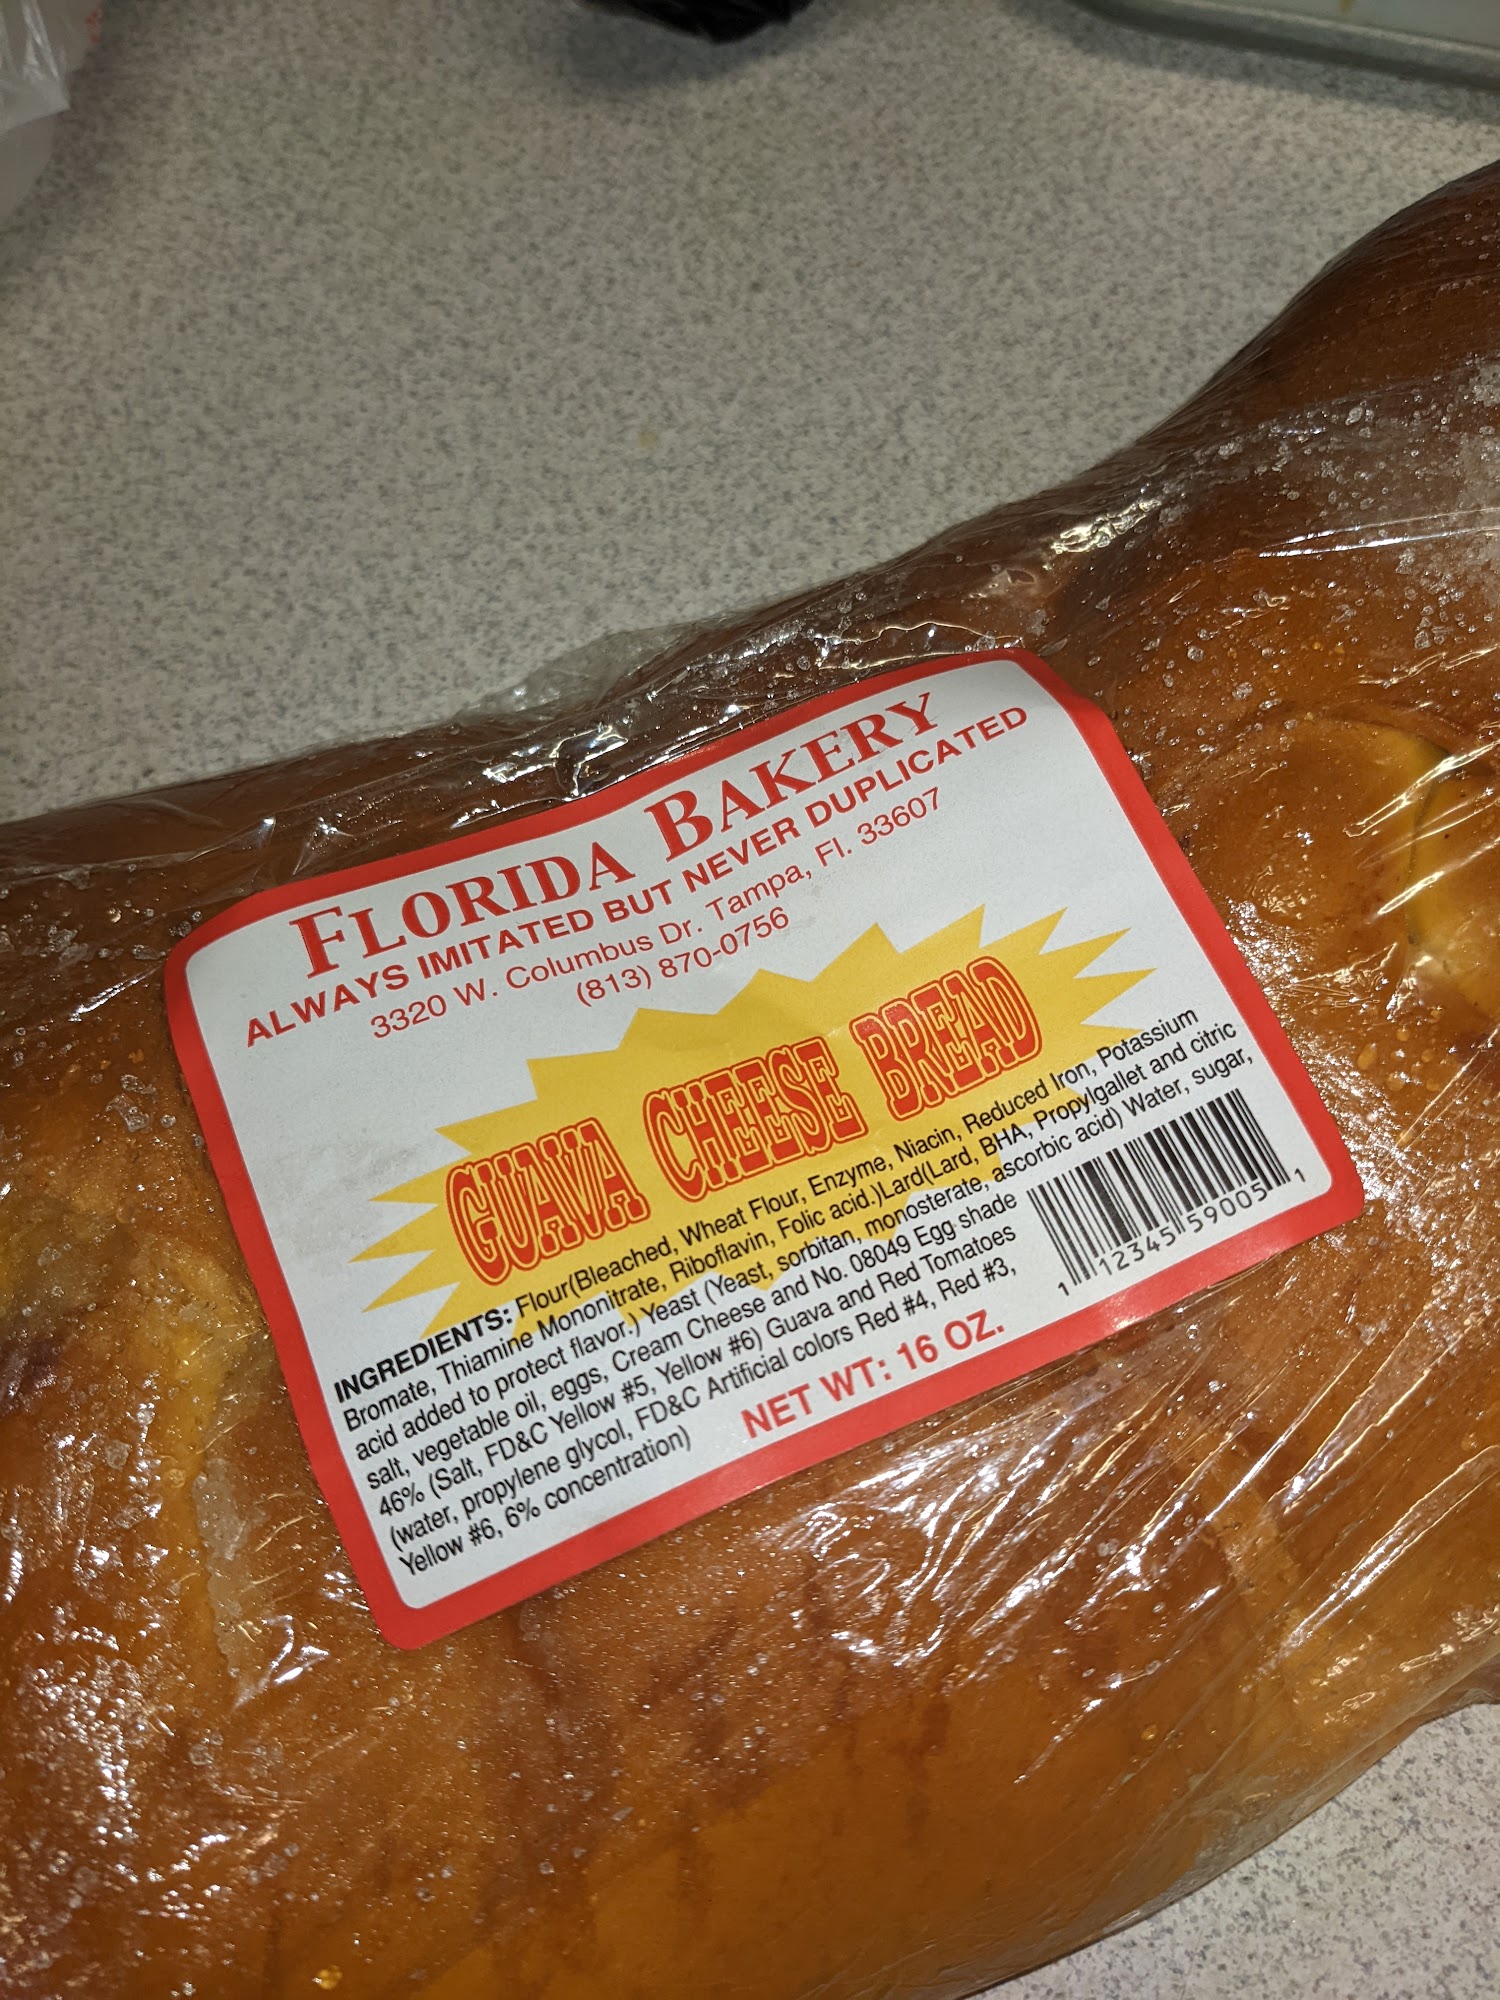 FLORIDA BAKERY
ALWAYS IMITATED BUT NEVER DUPLICATED
3320 W. Columbus Dr. Tampa, Fl. 33607
(813) 870-0756
GUAVA CHEESE BREAD
INGREDIENTS: Flour(Bleached, Wheat Flour, Enzyme, Niacin, Reduced Iron, Potassium
Bromate, Thiamine Mononitrate, Riboflavin, Folic acid.)Lard(Lard, BHA, Propylgallet and citric
acid added to protect flavor.) Yeast (Yeast, sorbitan, monosterate, ascorbic acid) Water, sugar,
salt, vegetable oil, eggs, Cream Cheese and No. 08049 Egg shade
46% (Salt, FD&C Yellow #5, Yellow #6) Guava and Red Tomatoes
(water, propylene glycol, FD&C Artificial colors Red #4, Red #3,
Yellow #6, 6% concentration)
NET WT: 16 OZ.
1 12345 59005 1